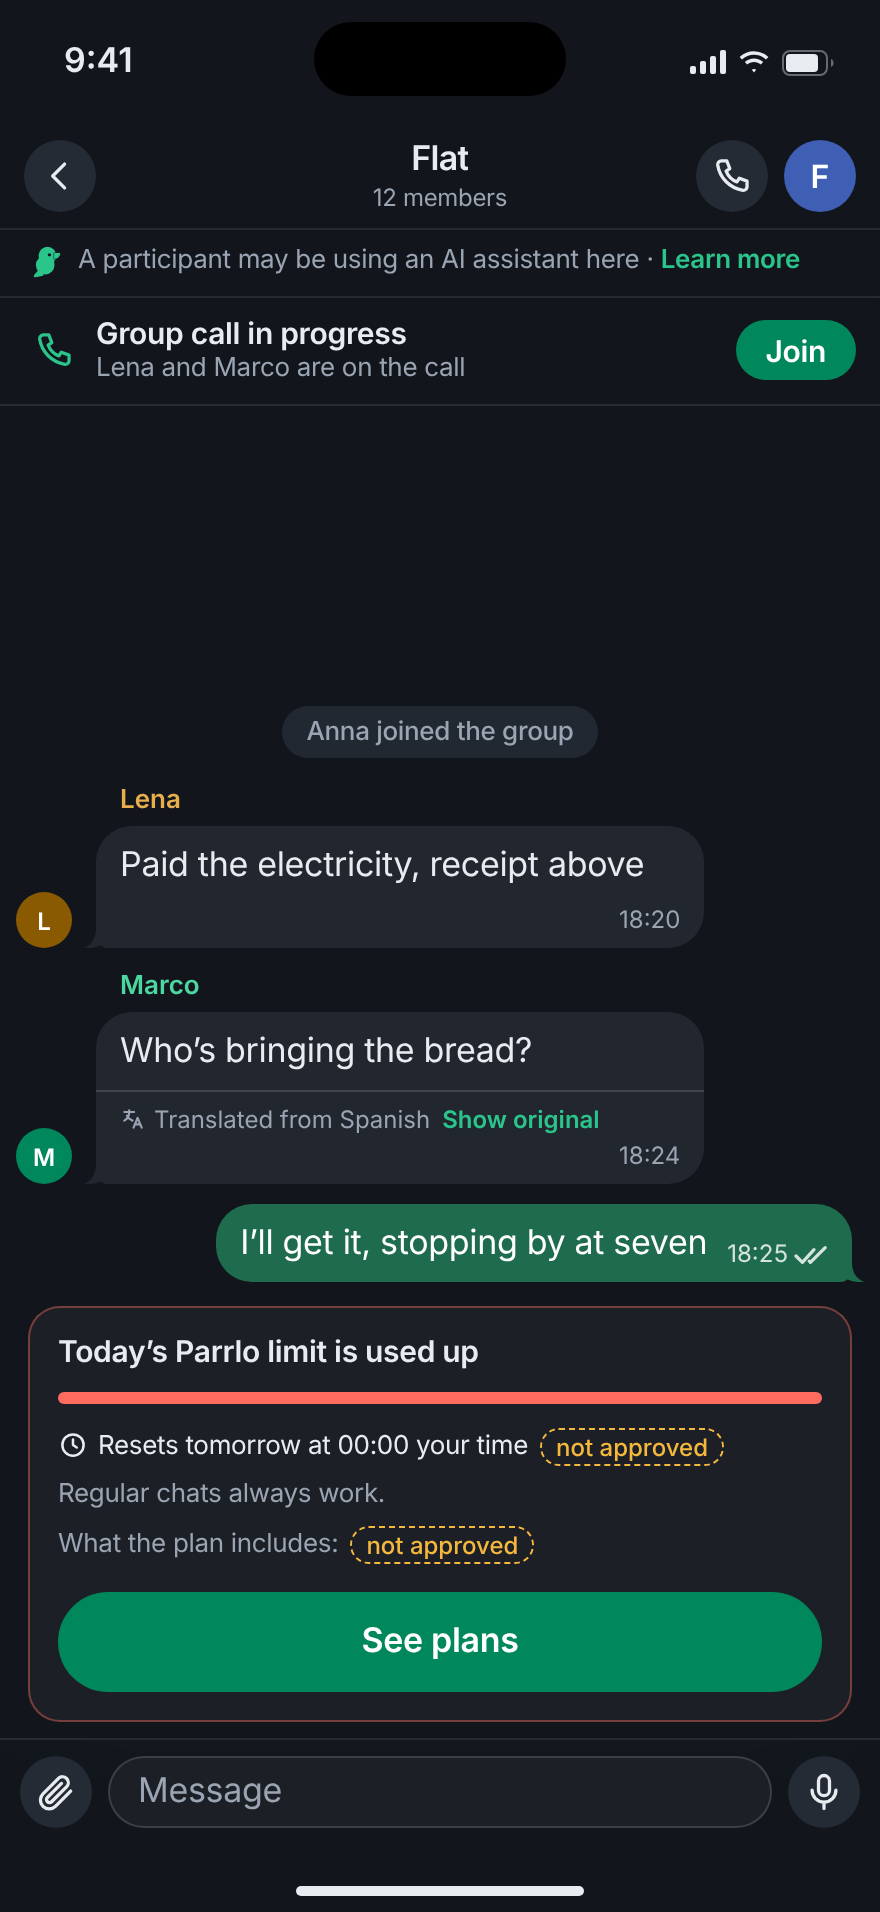 9:41
Flat
12 members
F
A participant may be using an AI assistant here · Learn more
Group call in progress
Lena and Marco are on the call
Join
Anna joined the group
Lena
Paid the electricity, receipt above
18:20
L
Marco
Who’s bringing the bread?
Translated from Spanish Show original
18:24
M
I’ll get it, stopping by at seven 18:25
Today’s Parrlo limit is used up
Resets tomorrow at 00:00 your time not approved
Regular chats always work.
What the plan includes: not approved
See plans
Message